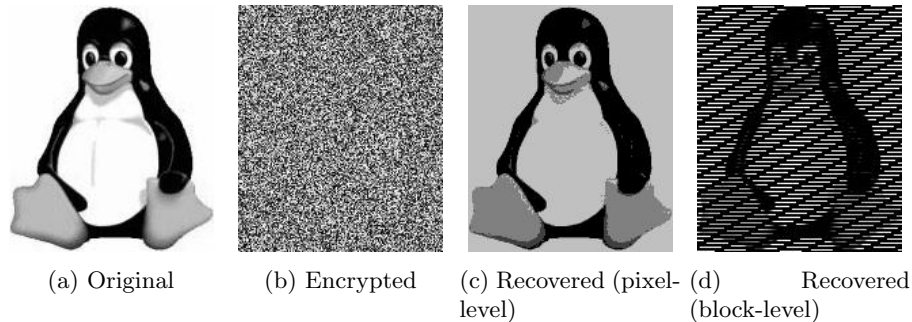 (a) Original
(b) Encrypted
(c) Recovered (pixel-
level)
(d) Recovered
(block-level)